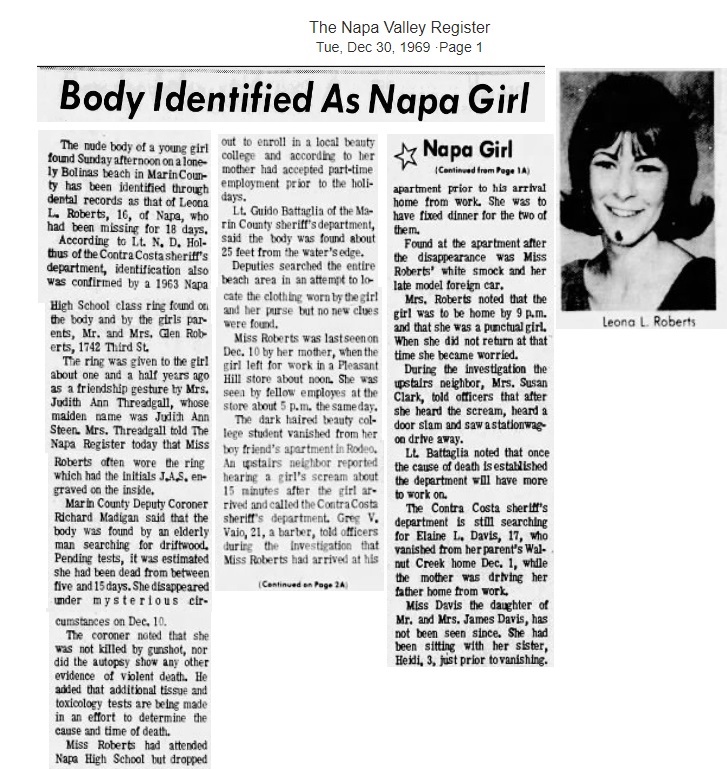 The Napa Valley Register
Tue, Dec 30, 1969 · Page 1
Body Identified As Napa Girl
The nude body of a young girl
found Sunday afternoon on a lone-
ly Bolinas beach in Marin Coun-
ty has been identified through
dental records as that of Leona
L. Roberts, 16, of Napa, who
had been missing for 18 days.
According to Lt. N. D. Hol-
thus of the Contra Costa sheriff's
department, identification also
was confirmed by a 1963 Napa
High School class ring found on
the body and by the girls par-
ents, Mr. and Mrs. Glen Rob-
erts, 1742 Third St.
The ring was given to the girl
about one and a half years ago
as a friendship gesture by Mrs.
Judith Ann Threadgall, whose
maiden name was Judith Ann
Steen. Mrs. Threadgall told The
Napa Register today that Miss
Roberts often wore the ring
which had the initials J.A.S. en-
graved on the inside.
Marin County Deputy Coroner
Richard Madigan said that the
body was found by an elderly
man searching for driftwood.
Pending tests, it was estimated
she had been dead from between
five and 15 days. She disappeared
under mysterious cir-
cumstances on Dec. 10.
The coroner noted that she
was not killed by gunshot, nor
did the autopsy show any other
evidence of violent death. He
added that additional tissue and
toxicology tests are being made
in an effort to determine the
cause and time of death.
Miss Roberts had attended
Napa High School but dropped
out to enroll in a local beauty
college and according to her
mother had accepted part-time
employment prior to the holi-
days.
Lt. Guido Battaglia of the Ma-
rin County sheriff's department,
said the body was found about
25 feet from the water's edge.
Deputies searched the entire
beach area in an attempt to lo-
cate the clothing worn by the girl
and her purse but no new clues
were found.
Miss Roberts was last seen on
Dec. 10 by her mother, when the
girl left for work in a Pleasant
Hill store about noon. She was
seen by fellow employes at the
store about 5 p.m. the same day.
The dark haired beauty col-
lege student vanished from her
boy friend's apartment in Rodeo.
An upstairs neighbor reported
hearing a girl's scream about
15 minutes after the girl ar-
rived and called the Contra Costa
sheriff's department. Greg V.
Vaio, 21, a barber, told officers
during the investigation that
Miss Roberts had arrived at his
(Continued on Page 2A)
Napa Girl
(Continued from Page 1A)
apartment prior to his arrival
home from work. She was to
have fixed dinner for the two of
them.
Found at the apartment after
the disappearance was Miss
Roberts' white smock and her
late model foreign car.
Mrs. Roberts noted that the
girl was to be home by 9 p.m.
and that she was a punctual girl.
When she did not return at that
time she became worried.
During the investigation the
upstairs neighbor, Mrs. Susan
Clark, told officers that after
she heard the scream, heard a
door slam and saw a stationwag-
on drive away.
Lt. Battaglia noted that once
the cause of death is established
the department will have more
to work on.
The Contra Costa sheriff's
department is still searching
for Elaine L. Davis, 17, who
vanished from her parent's Wal-
nut Creek home Dec. 1, while
the mother was driving her
father home from work.
Miss Davis the daughter of
Mr. and Mrs. James Davis, has
not been seen since. She had
been sitting with her sister,
Heidi, 3, just prior to vanishing.
Leona L. Roberts